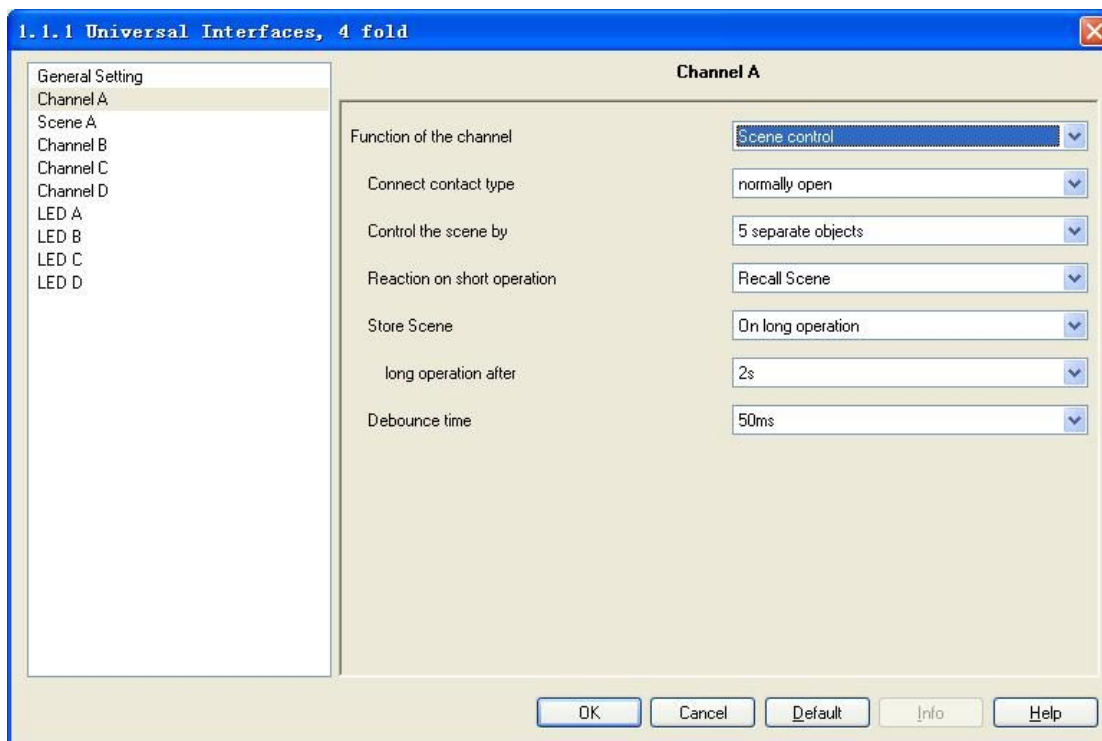 1.1.1 Universal Interfaces, 4 fold
General Setting
Channel A
Scene A
Channel B
Channel C
Channel D
LED A
LED B
LED C
LED D
Channel A
Function of the channel Scene control
Connect contact type normally open
Control the scene by 5 separate objects
Reaction on short operation Recall Scene
Store Scene On long operation
long operation after 2s
Debounce time 50ms
OK Cancel Default Info Help